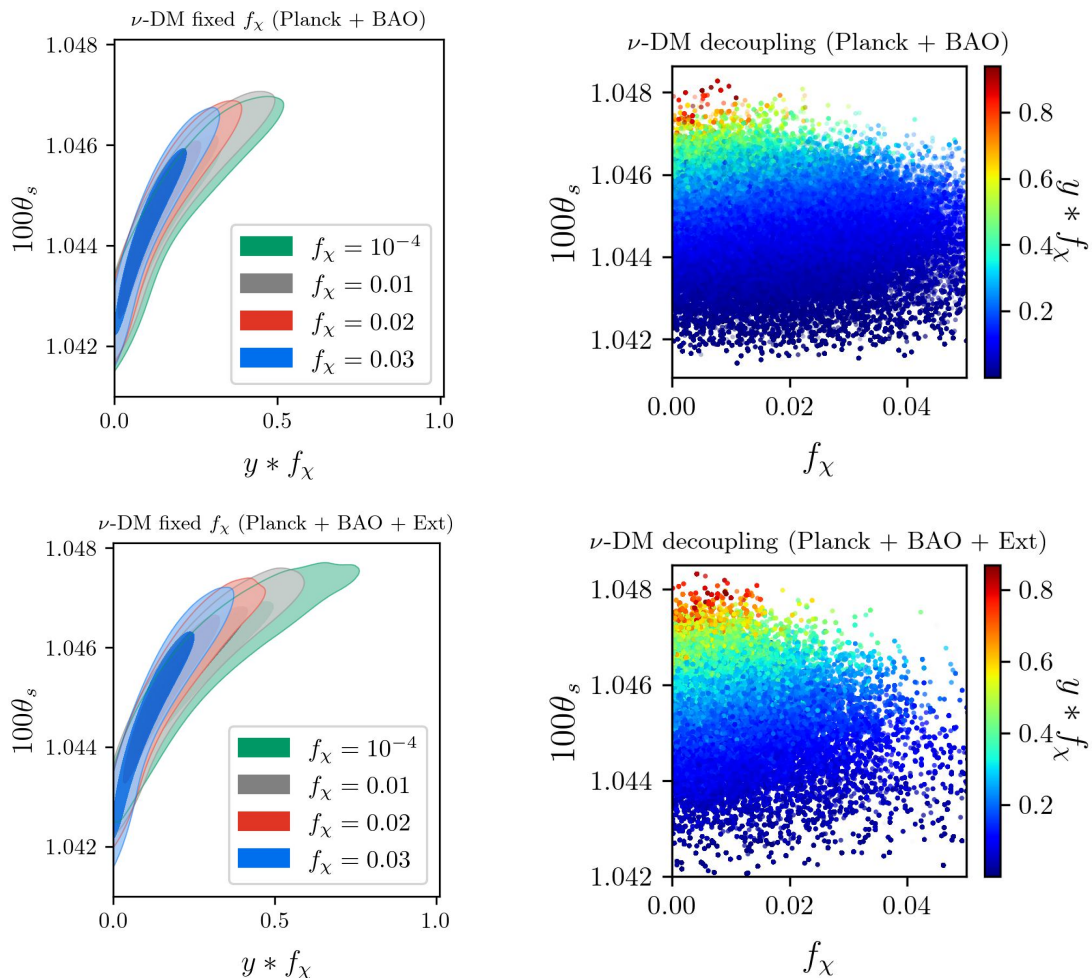 ν-DM fixed f_χ (Planck + BAO)
1.048
1.046
1.044
1.042
100θ_s
f_χ = 10⁻⁴
f_χ = 0.01
f_χ = 0.02
f_χ = 0.03
0.0
0.5
1.0
y * f_χ
ν-DM decoupling (Planck + BAO)
1.048
1.046
1.044
1.042
100θ_s
0.00
0.02
0.04
f_χ
0.8
0.6
0.4
0.2
y * f_χ
ν-DM fixed f_χ (Planck + BAO + Ext)
1.048
1.046
1.044
1.042
100θ_s
f_χ = 10⁻⁴
f_χ = 0.01
f_χ = 0.02
f_χ = 0.03
0.0
0.5
1.0
y * f_χ
ν-DM decoupling (Planck + BAO + Ext)
1.048
1.046
1.044
1.042
100θ_s
0.00
0.02
0.04
f_χ
0.8
0.6
0.4
0.2
y * f_χ